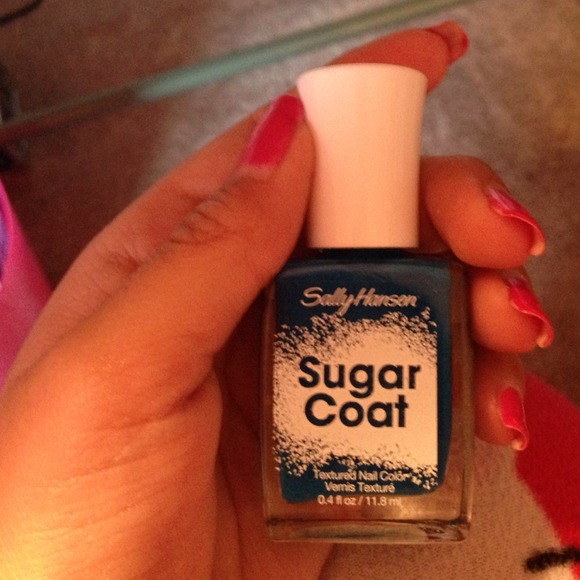 Sally Hansen
Sugar
Coat
Textured Nail Color
Vernis Texturé
0.4 fl oz / 11.8 ml